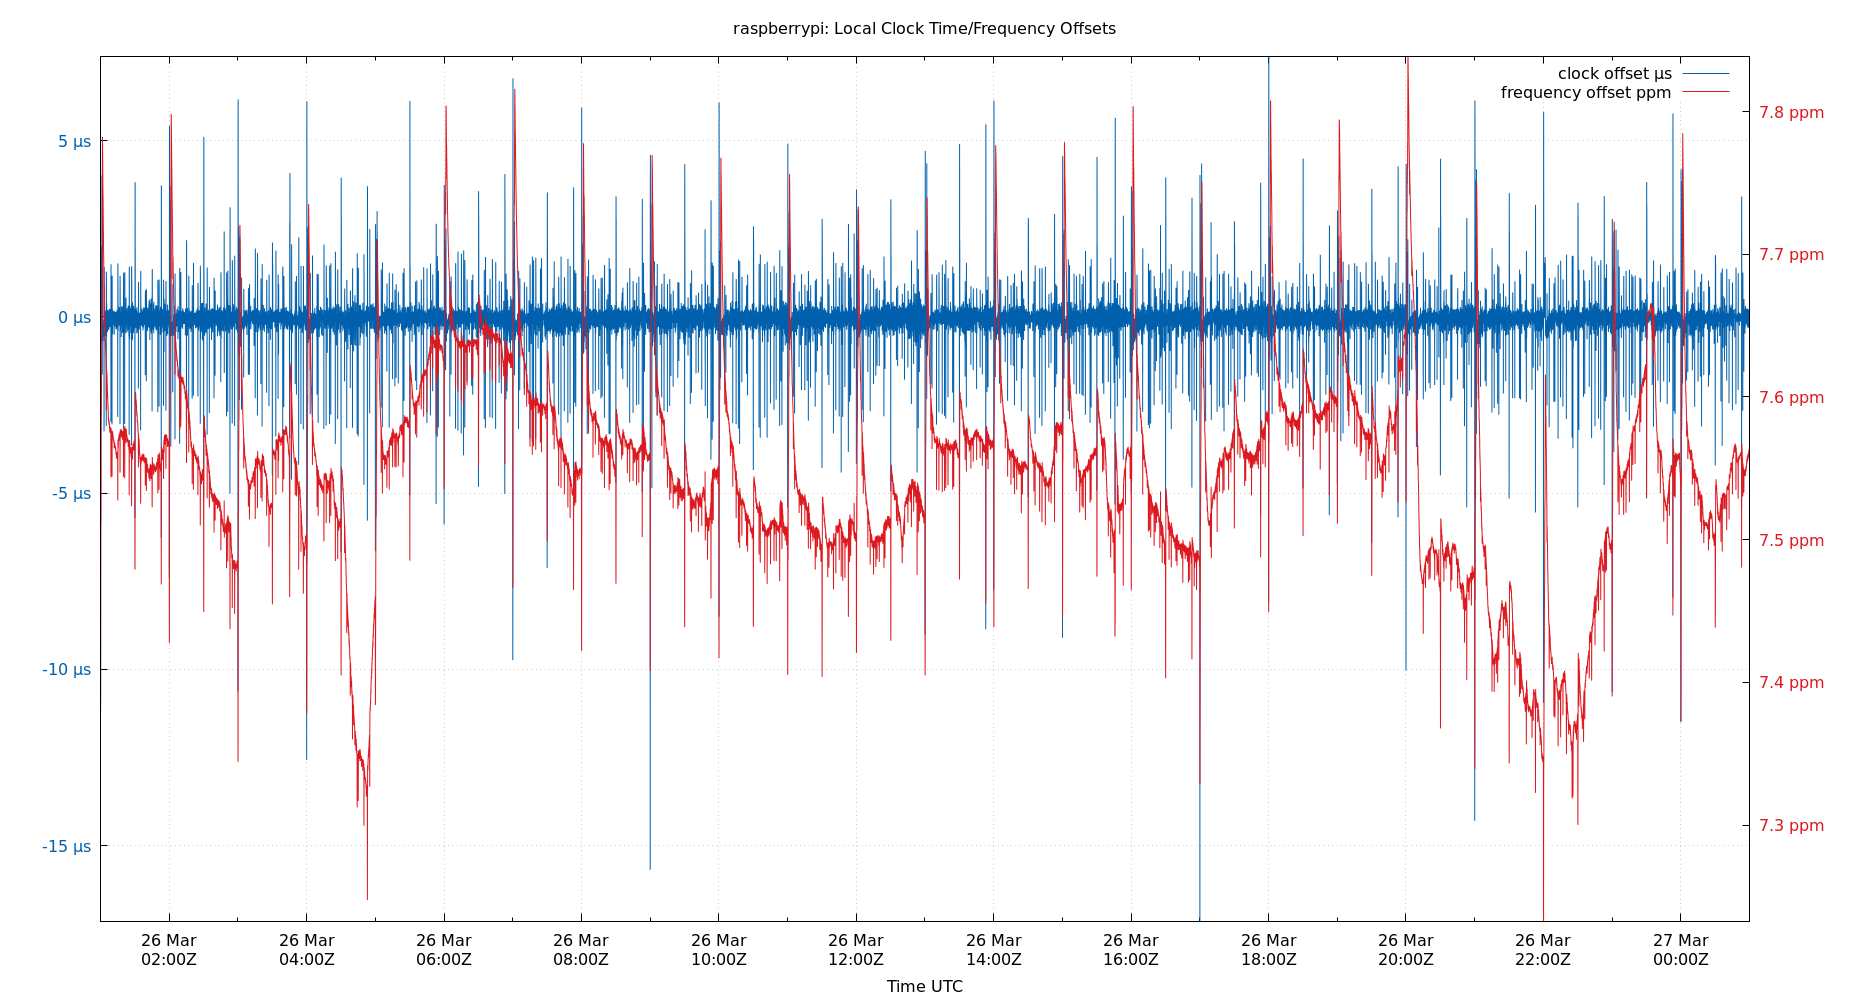 raspberrypi: Local Clock Time/Frequency Offsets
clock offset µs
frequency offset ppm
5 µs
0 µs
-5 µs
-10 µs
-15 µs
7.8 ppm
7.7 ppm
7.6 ppm
7.5 ppm
7.4 ppm
7.3 ppm
26 Mar 26 Mar 26 Mar 26 Mar 26 Mar 26 Mar 26 Mar 26 Mar 26 Mar 26 Mar 26 Mar 27 Mar
02:00Z 04:00Z 06:00Z 08:00Z 10:00Z 12:00Z 14:00Z 16:00Z 18:00Z 20:00Z 22:00Z 00:00Z
Time UTC